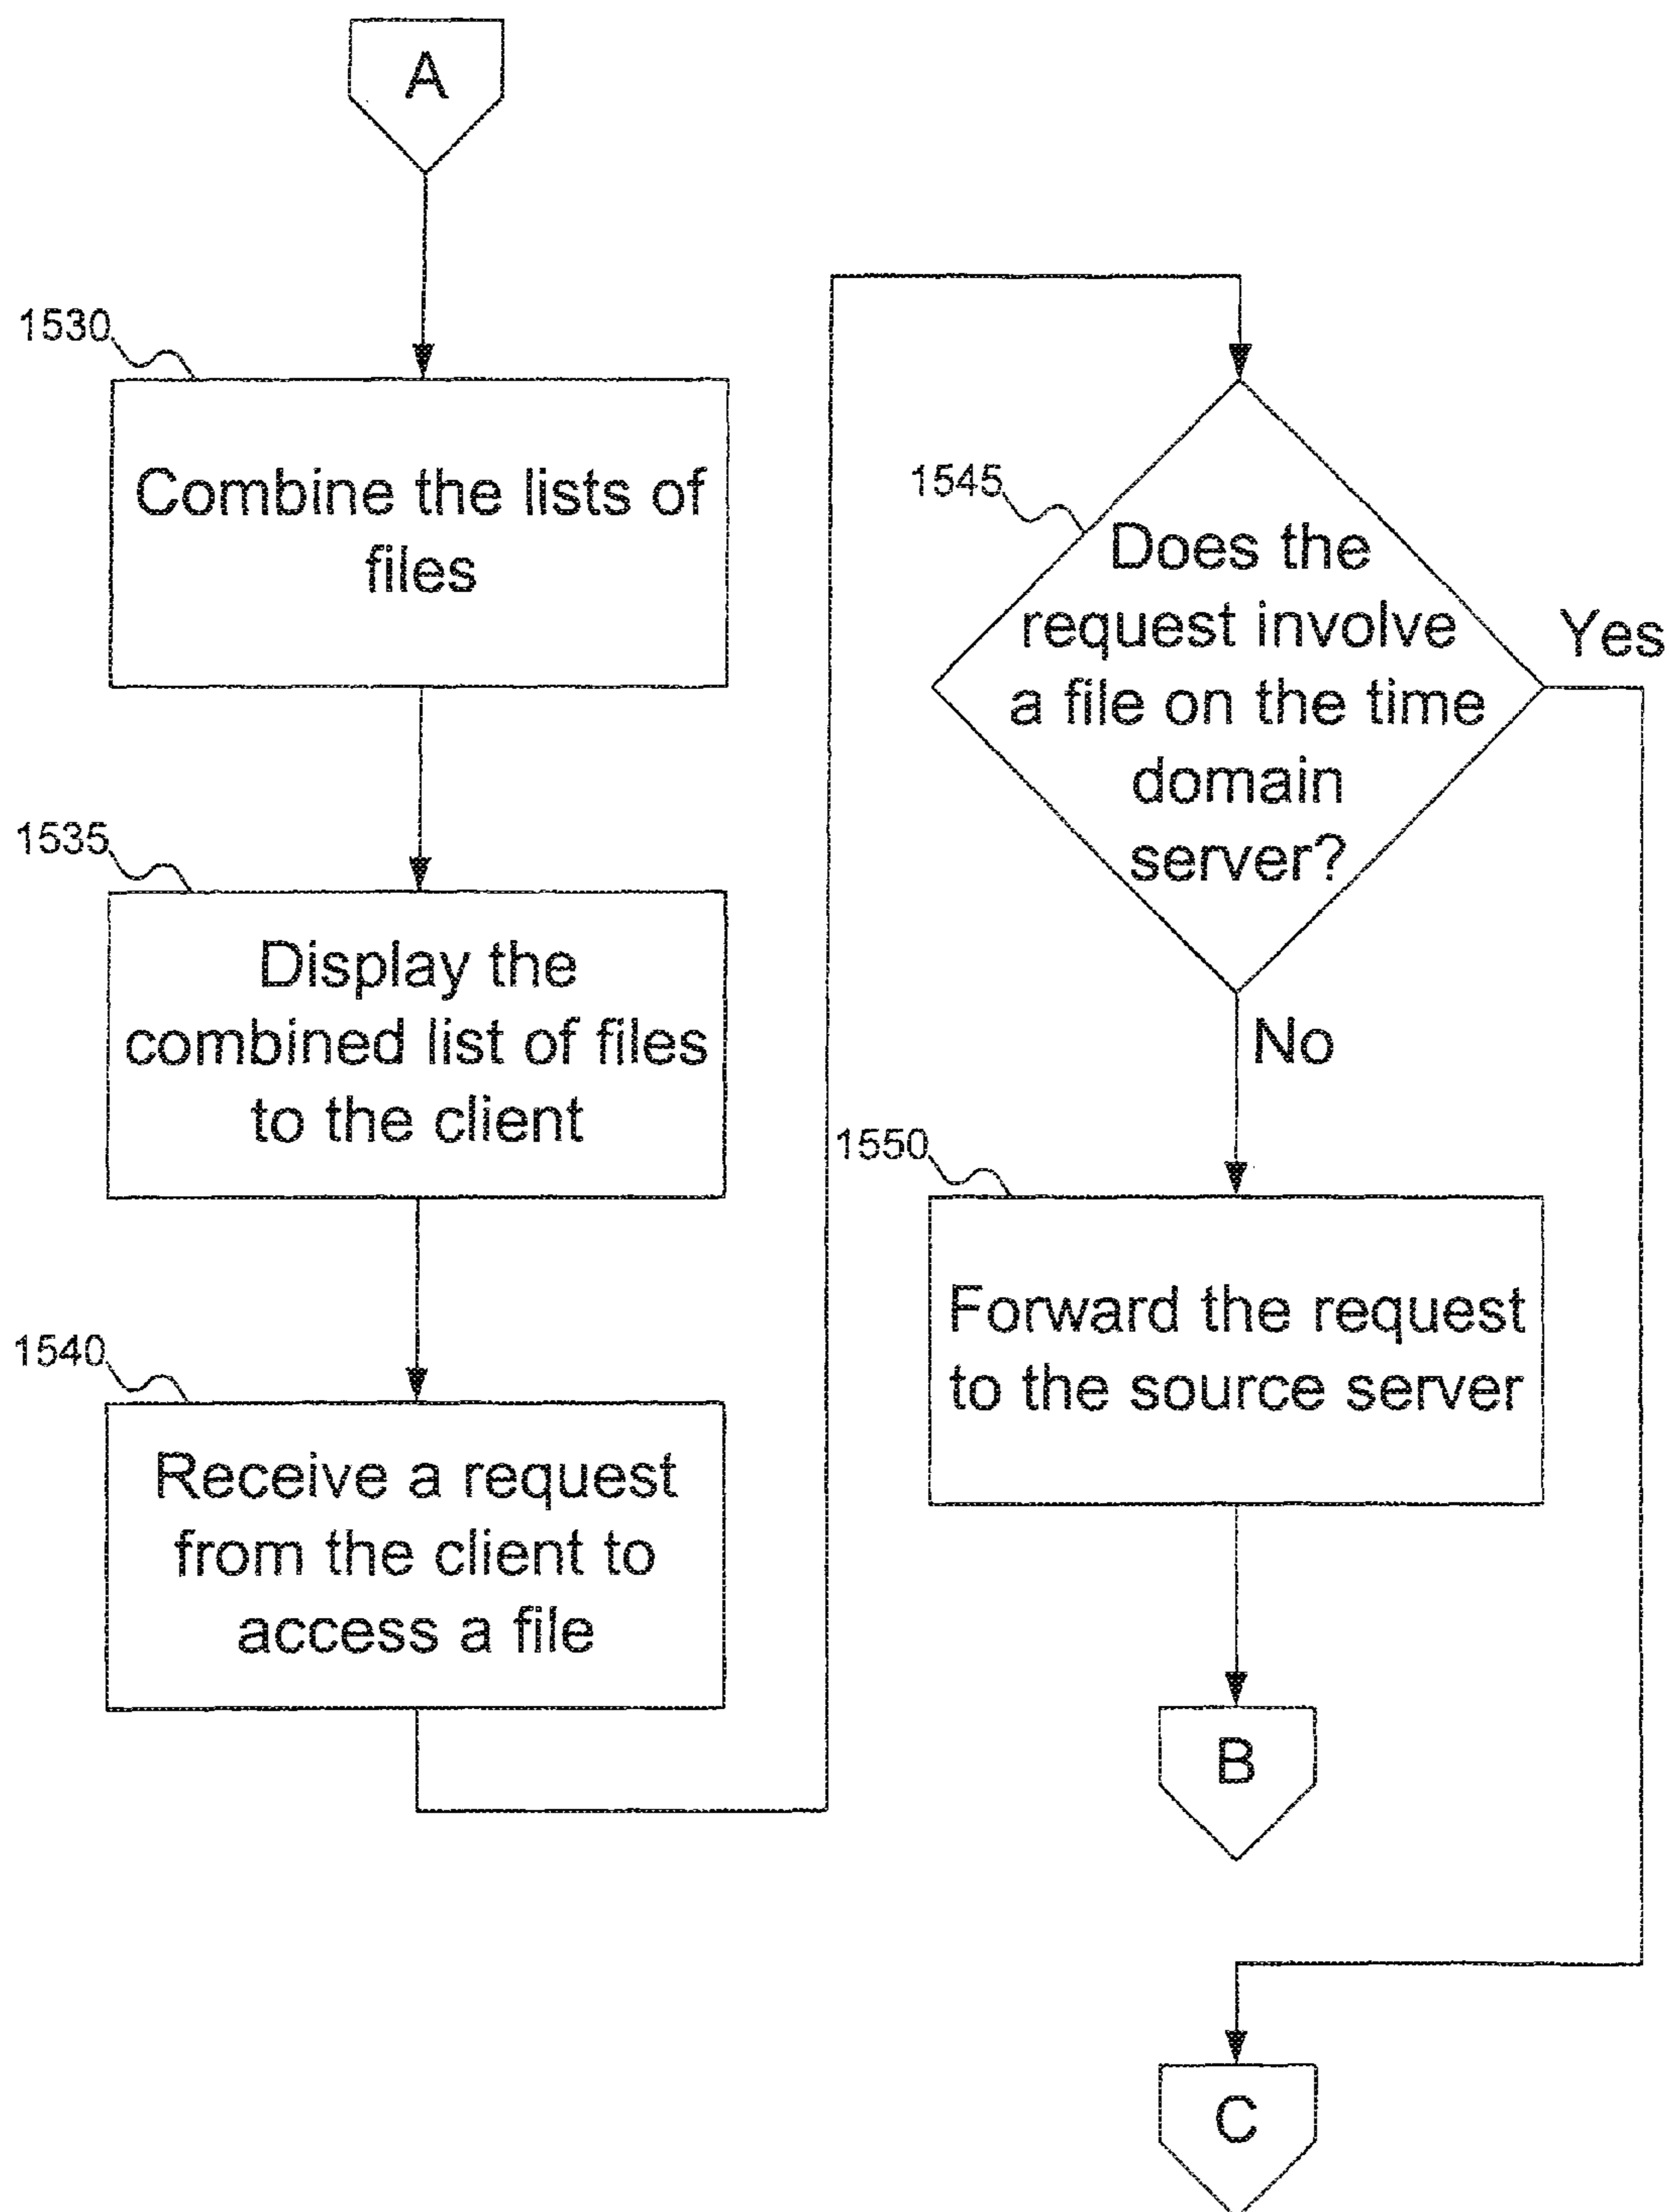 A
1530
Combine the lists of
files
1535
Display the
combined list of files
to the client
1540
Receive a request
from the client to
access a file
1545
Does the
request involve
a file on the time
domain
server?
Yes
No
1550
Forward the request
to the source server
B
C